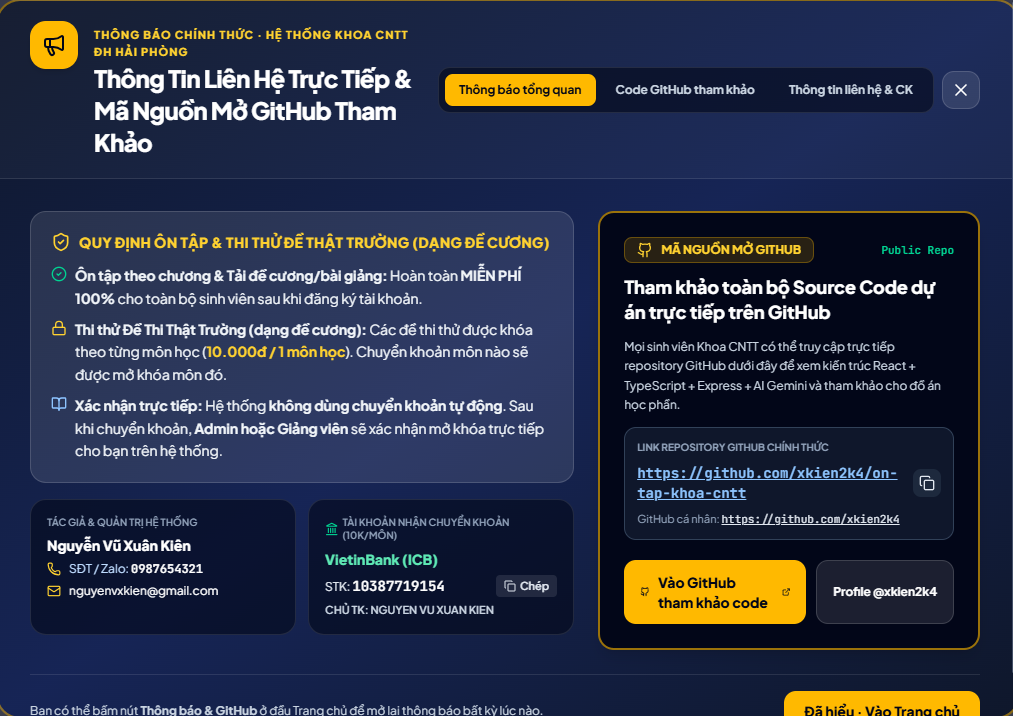 THÔNG BÁO CHÍNH THỨC · HỆ THỐNG KHOA CNTT
ĐH HẢI PHÒNG
Thông Tin Liên Hệ Trực Tiếp &
Mã Nguồn Mở GitHub Tham
Khảo
Thông báo tổng quan
Code GitHub tham khảo
Thông tin liên hệ & CK
QUY ĐỊNH ÔN TẬP & THI THỬ ĐỀ THẬT TRƯỜNG (DẠNG ĐỀ CƯƠNG)
Ôn tập theo chương & Tải đề cương/bài giảng: Hoàn toàn MIỄN PHÍ
100% cho toàn bộ sinh viên sau khi đăng ký tài khoản.
Thi thử Đề Thi Thật Trường (dạng đề cương): Các đề thi thử được khóa
theo từng môn học (10.000đ / 1 môn học). Chuyển khoản môn nào sẽ
được mở khóa môn đó.
Xác nhận trực tiếp: Hệ thống không dùng chuyển khoản tự động. Sau
khi chuyển khoản, Admin hoặc Giảng viên sẽ xác nhận mở khóa trực tiếp
cho bạn trên hệ thống.
TÁC GIẢ & QUẢN TRỊ HỆ THỐNG
Nguyễn Vũ Xuân Kiên
SĐT / Zalo: 0987654321
nguyenvxkien@gmail.com
TÀI KHOẢN NHẬN CHUYỂN KHOẢN
(10K/MÔN)
VietinBank (ICB)
STK: 10387719154
Chép
CHỦ TK: NGUYEN VU XUAN KIEN
MÃ NGUỒN MỞ GITHUB
Public Repo
Tham khảo toàn bộ Source Code dự
án trực tiếp trên GitHub
Mọi sinh viên Khoa CNTT có thể truy cập trực tiếp
repository GitHub dưới đây để xem kiến trúc React +
TypeScript + Express + AI Gemini và tham khảo cho đồ án
học phần.
LINK REPOSITORY GITHUB CHÍNH THỨC
https://github.com/xkien2k4/on-
tap-khoa-cntt
GitHub cá nhân: https://github.com/xkien2k4
Vào GitHub
tham khảo code
Profile @xkien2k4
Bạn có thể bấm nút Thông báo & GitHub ở đầu Trang chủ để mở lại thông báo bất kỳ lúc nào.
Đã hiểu · Vào Trang chủ